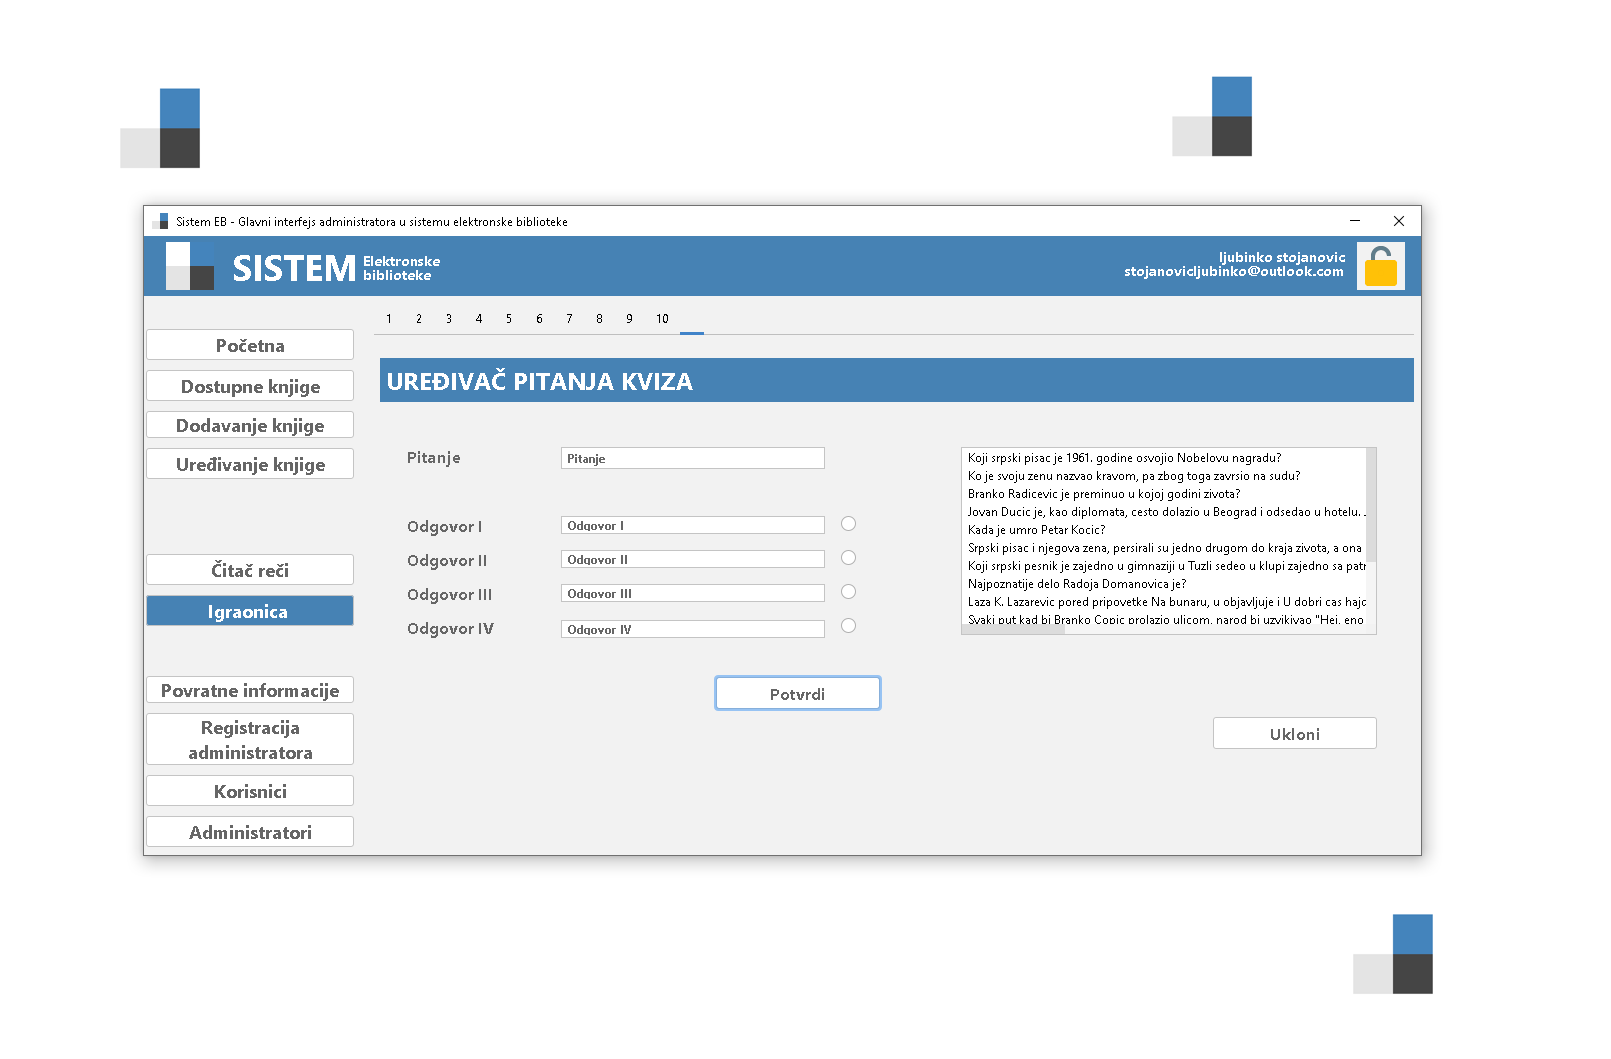 Sistem EB - Glavni interfejs administratora u sistemu elektronske biblioteke
SISTEM Elektronske
biblioteke
ljubinko stojanovic
stojanovicljubinko@outlook.com
1 2 3 4 5 6 7 8 9 10
Početna
Dostupne knjige
Dodavanje knjige
Uređivanje knjige
Čitač reči
Igraonica
Povratne informacije
Registracija
administratora
Korisnici
Administratori
UREĐIVAČ PITANJA KVIZA
Pitanje Pitanje
Odgovor I Odgovor I
Odgovor II Odgovor II
Odgovor III Odgovor III
Odgovor IV Odgovor IV
Potvrdi
Koji srpski pisac je 1961. godine osvojio Nobelovu nagradu?
Ko je svoju zenu nazvao kravom, pa zbog toga zavrsio na sudu?
Branko Radicevic je preminuo u kojoj godini zivota?
Jovan Ducic je, kao diplomata, cesto dolazio u Beograd i odsedao u hotelu.
Kada je umro Petar Kocic?
Srpski pisac i njegova zena, persirali su jedno drugom do kraja zivota, a ona
Koji srpski pesnik je zajedno u gimnaziji u Tuzli sedeo u klupi zajedno sa patr
Najpoznatije delo Radoja Domanovica je?
Laza K. Lazarevic pored pripovetke Na bunaru, u objavljuje i U dobri cas hajd
Svaki put kad bi Branko Copic prolazio ulicom, narod bi uzvikivao "Hej, eno
Ukloni